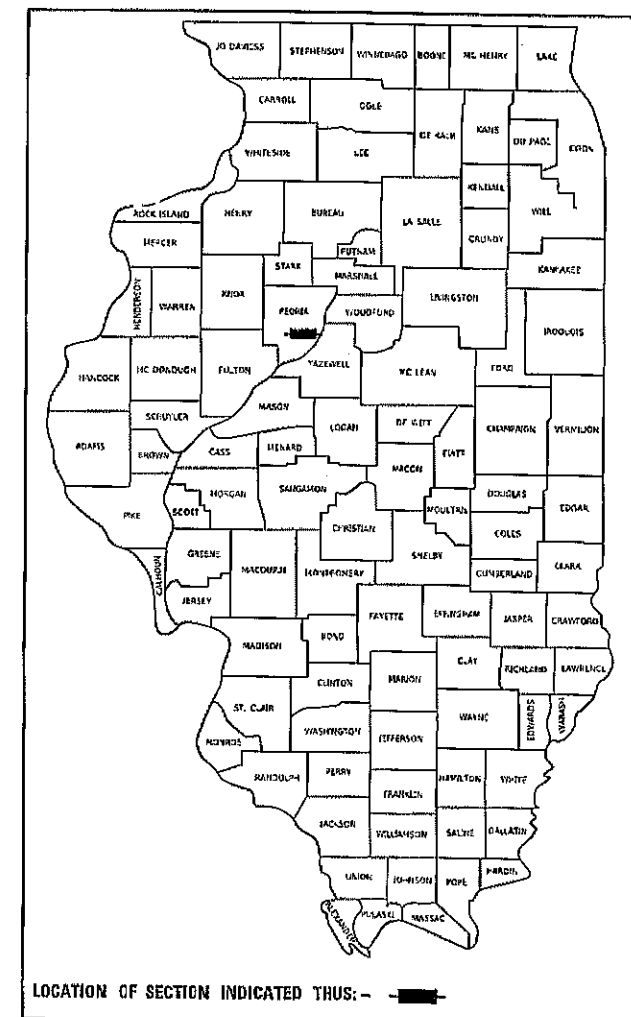 JO DAVIESS STEPHENSON WINNEBAGO BOONE MC HENRY LAKE
CARROLL OGLE DE KALB KANE DU PAGE COOK
WHITESIDE LEE KENDALL WILL
ROCK ISLAND HENRY BUREAU LA SALLE GRUNDY
MERCER PUTNAM KANKAKEE
STARK MARSHALL
HENDERSON WARREN KNOX PEORIA WOODFORD LIVINGSTON IROQUOIS
HANCOCK MC DONOUGH FULTON TAZEWELL MC LEAN FORD
SCHUYLER MASON LOGAN DE WITT CHAMPAIGN VERMILION
ADAMS BROWN CASS MENARD MACON PIATT
PIKE SCOTT MORGAN SANGAMON CHRISTIAN MOULTRIE DOUGLAS EDGAR
COLES
CALHOUN GREENE MACOUPIN MONTGOMERY SHELBY CUMBERLAND CLARK
JERSEY FAYETTE EFFINGHAM JASPER CRAWFORD
MADISON BOND CLAY RICHLAND LAWRENCE
CLINTON MARION
ST. CLAIR WASHINGTON JEFFERSON WAYNE EDWARDS WABASH
MONROE
RANDOLPH PERRY FRANKLIN HAMILTON WHITE
JACKSON WILLIAMSON SALINE GALLATIN
UNION JOHNSON POPE HARDIN
ALEXANDER PULASKI MASSAC
LOCATION OF SECTION INDICATED THUS: -